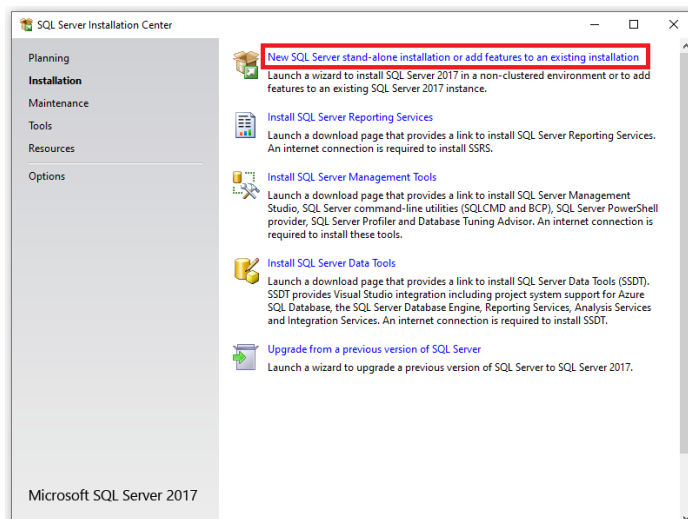 SQL Server Installation Center
Planning
Installation
Maintenance
Tools
Resources
Options
New SQL Server stand-alone installation or add features to an existing installation
Launch a wizard to install SQL Server 2017 in a non-clustered environment or to add
features to an existing SQL Server 2017 instance.
Install SQL Server Reporting Services
Launch a download page that provides a link to install SQL Server Reporting Services.
An internet connection is required to install SSRS.
Install SQL Server Management Tools
Launch a download page that provides a link to install SQL Server Management
Studio, SQL Server command-line utilities (SQLCMD and BCP), SQL Server PowerShell
provider, SQL Server Profiler and Database Tuning Advisor. An internet connection is
required to install these tools.
Install SQL Server Data Tools
Launch a download page that provides a link to install SQL Server Data Tools (SSDT).
SSDT provides Visual Studio integration including project system support for Azure
SQL Database, the SQL Server Database Engine, Reporting Services, Analysis Services
and Integration Services. An internet connection is required to install SSDT.
Upgrade from a previous version of SQL Server
Launch a wizard to upgrade a previous version of SQL Server to SQL Server 2017.
Microsoft SQL Server 2017